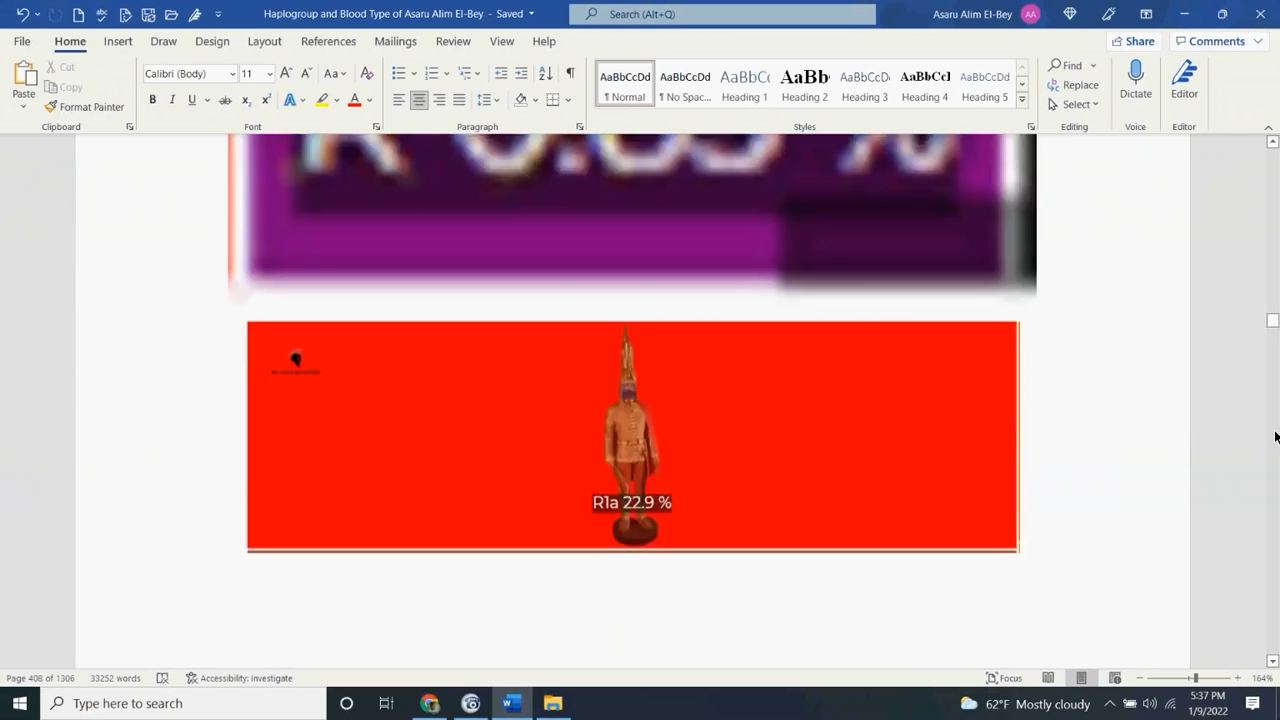 Haplogroup and Blood Type of Asaru Alim El-Bey - Saved
Search (Alt+Q)
Asaru Alim El-Bey
AA
File Home Insert Draw Design Layout References Mailings Review View Help
Share
Comments
Paste
Cut
Copy
Format Painter
Clipboard
Calibri (Body)
11
Font
Paragraph
AaBbCcDd
¶ Normal
AaBbCcDd
¶ No Spac...
AaBbCc
Heading 1
AaBb
Heading 2
AaBbCcD
Heading 3
AaBbCcI
Heading 4
AaBbCcDd
Heading 5
Styles
Find
Replace
Select
Editing
Dictate
Voice
Editor
Editor
R1a 22.9 %
Page 408 of 1306
33252 words
Accessibility: Investigate
Focus
164%
Type here to search
62°F Mostly cloudy
5:37 PM
1/9/2022